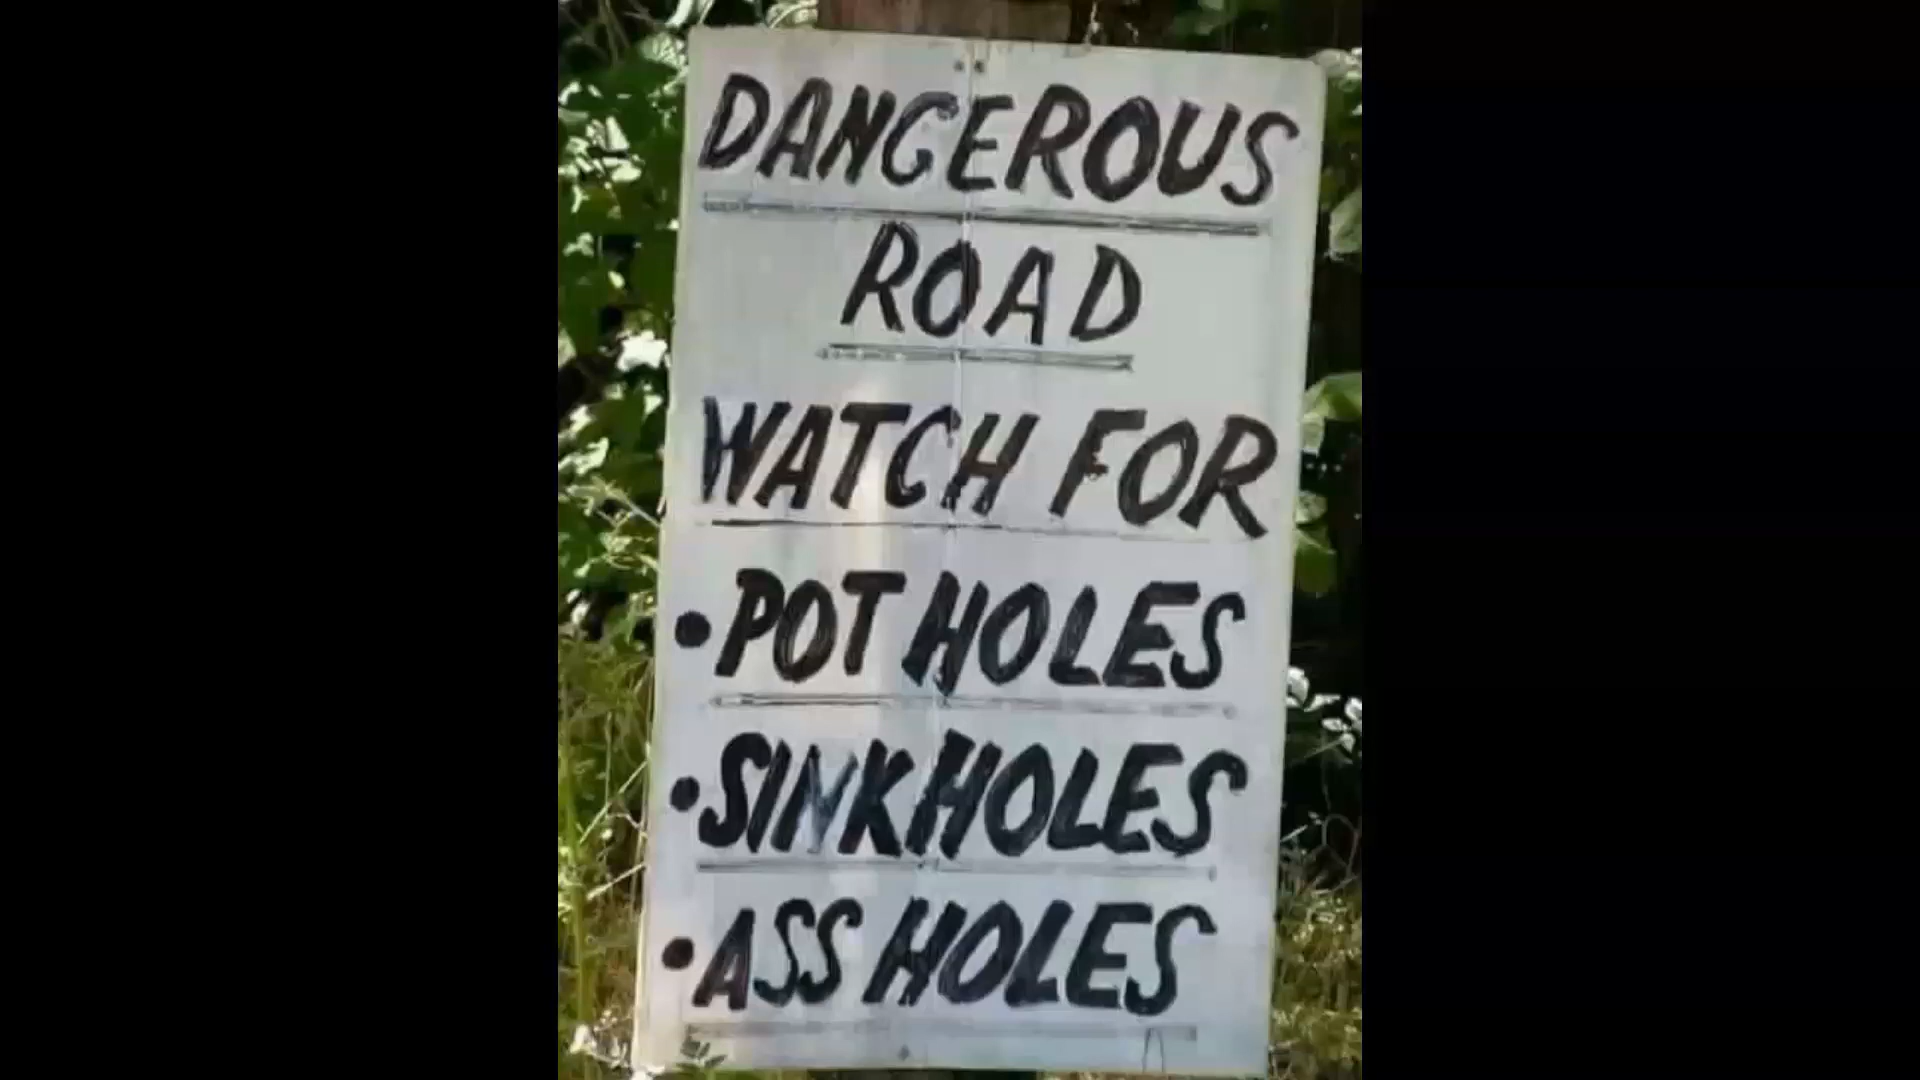 DANGEROUS
ROAD
WATCH FOR
•POT HOLES
•SINKHOLES
•ASS HOLES